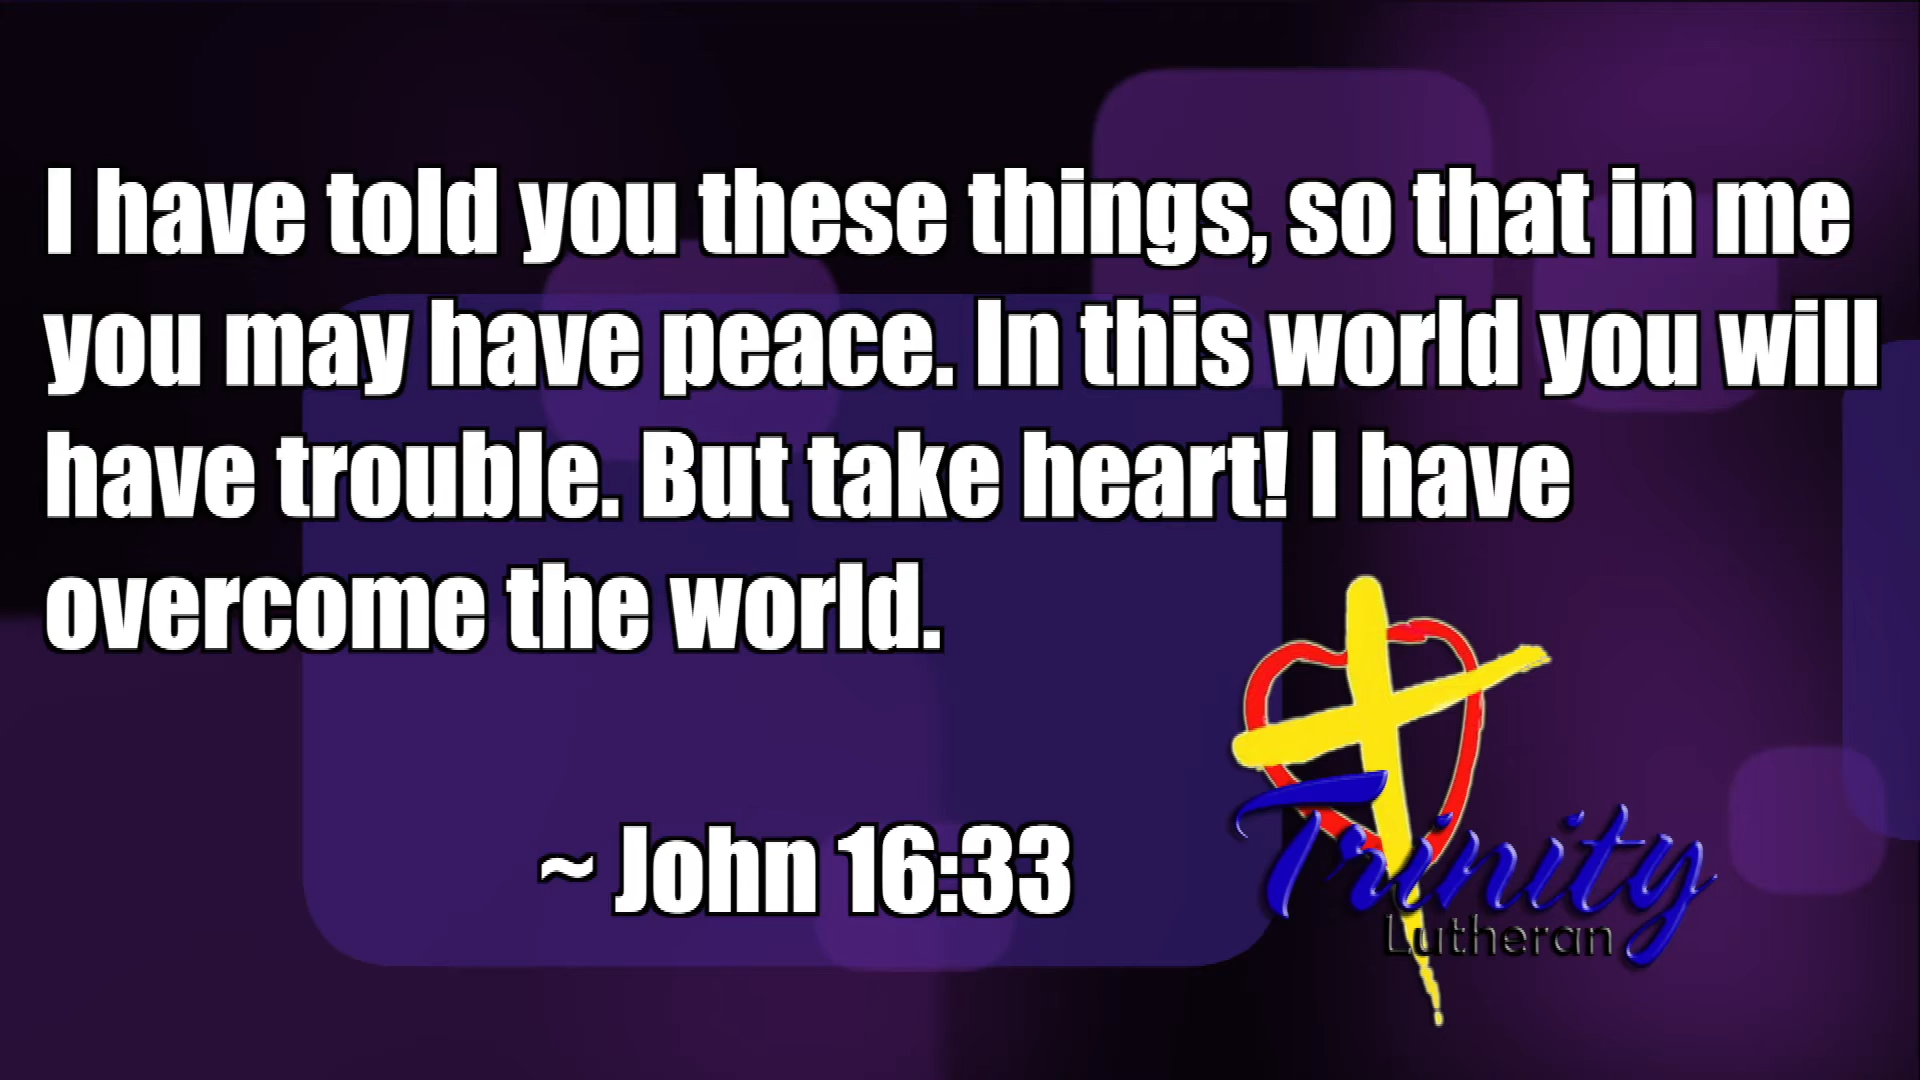 I have told you these things, so that in me
you may have peace. In this world you will
have trouble. But take heart! I have
overcome the world.
~ John 16:33
Trinity
Lutheran